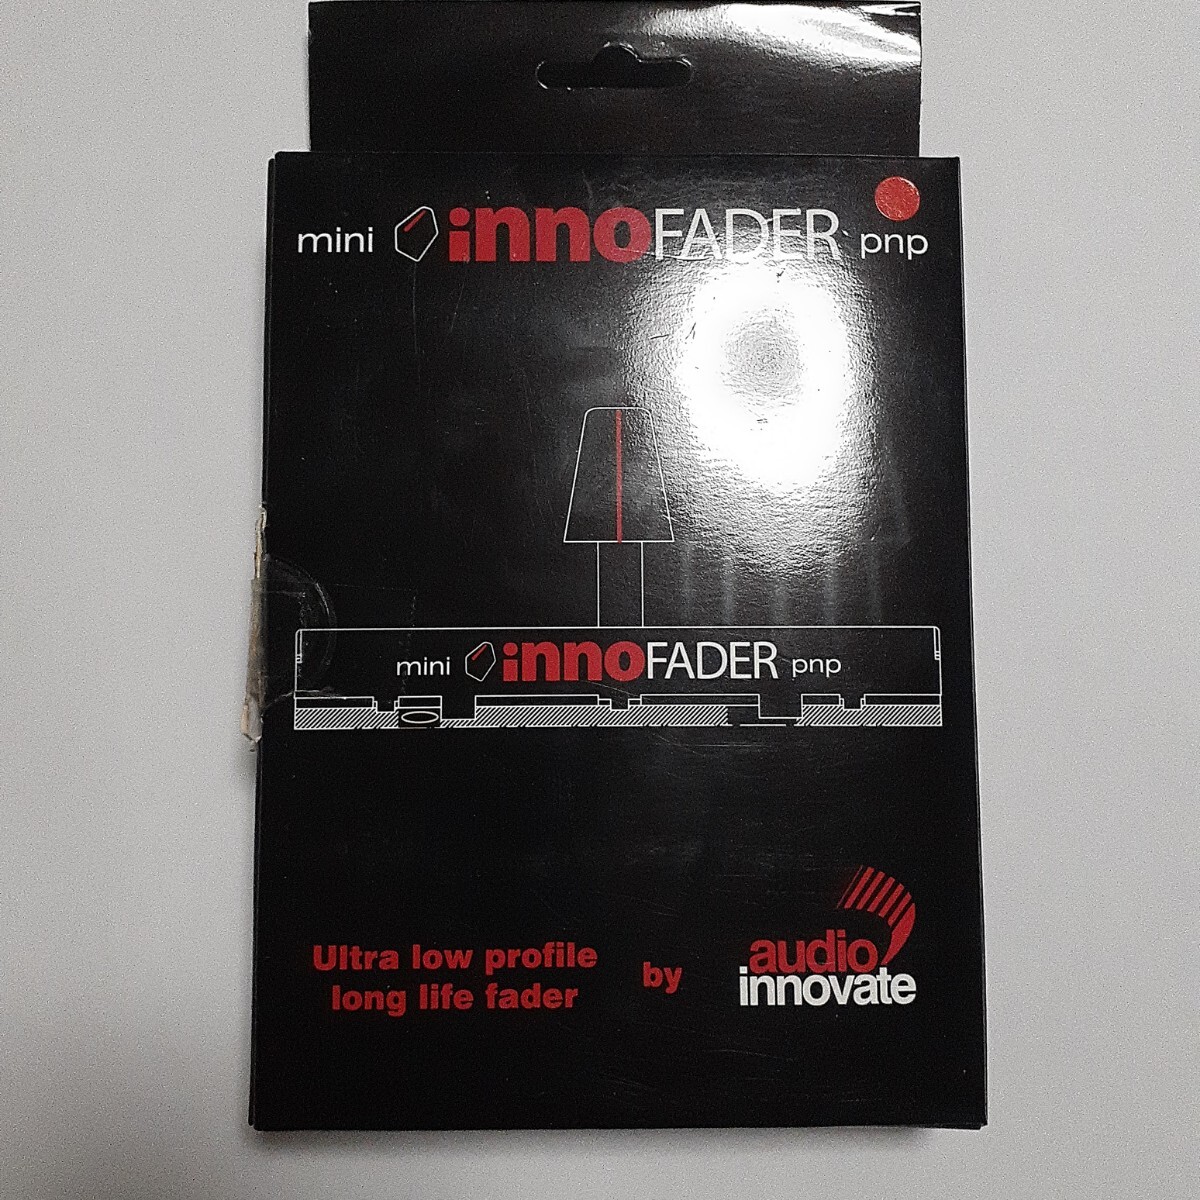 mini innoFADER pnp
mini innoFADER pnp
Ultra low profile
long life fader
by
audio
innovate